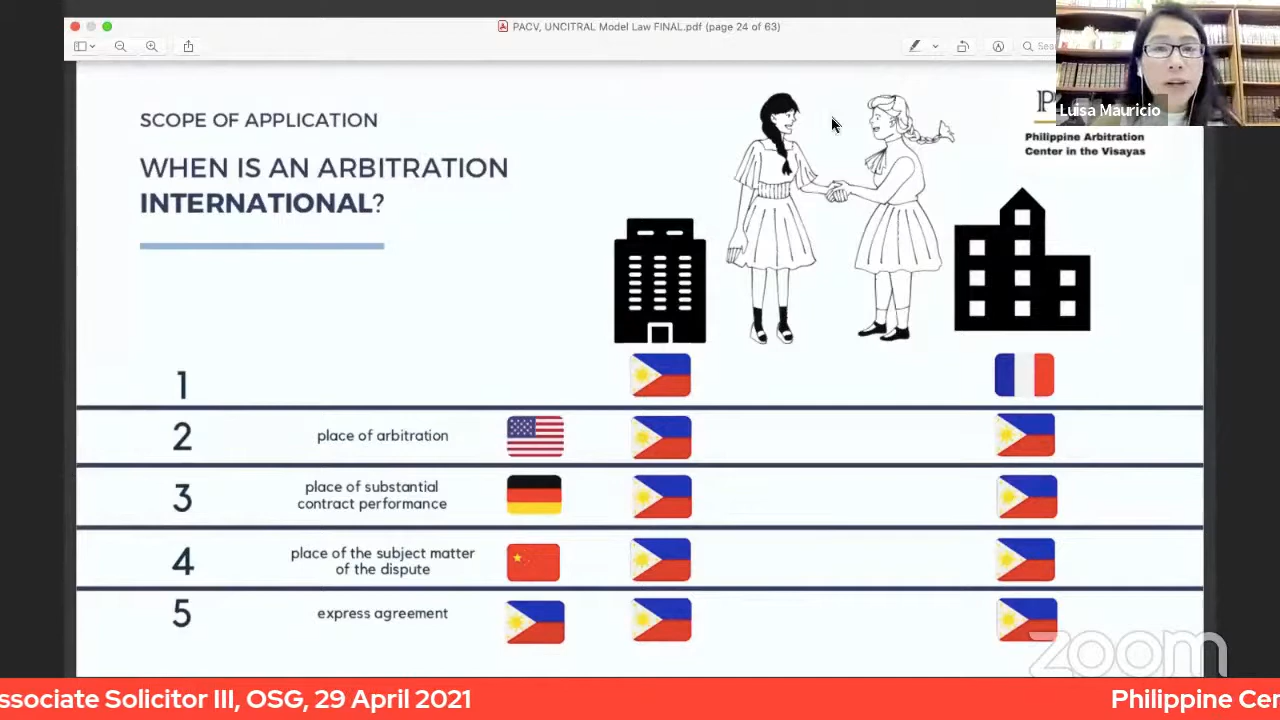 PACV, UNCITRAL Model Law FINAL.pdf (page 24 of 63)
Luisa Mauricio
Philippine Arbitration
Center in the Visayas
SCOPE OF APPLICATION
WHEN IS AN ARBITRATION
INTERNATIONAL?
1
2
place of arbitration
3
place of substantial
contract performance
4
place of the subject matter
of the dispute
5
express agreement
zoom
ssociate Solicitor III, OSG, 29 April 2021
Philippine Cer